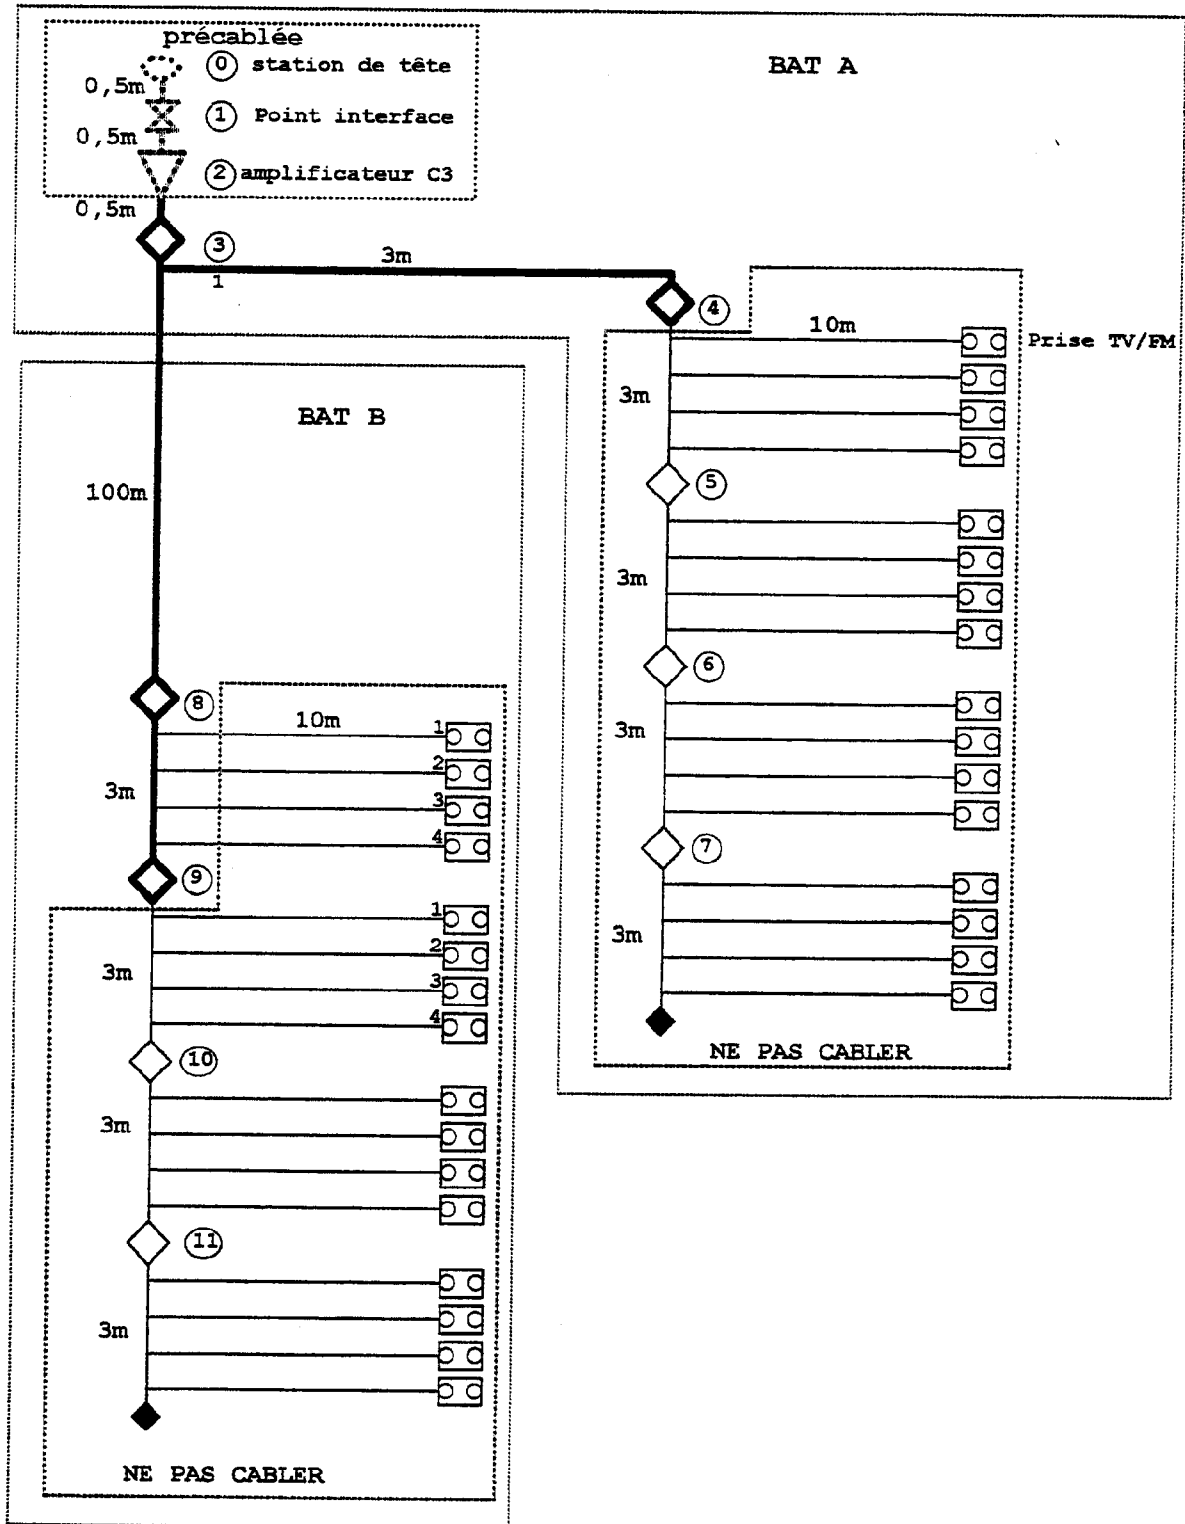 précablée
0 station de tête
0,5m
1 Point interface
0,5m
2 amplificateur C3
0,5m
BAT A
3
3m
1
4
10m
Prise TV/FM
3m
5
3m
6
3m
7
3m
NE PAS CABLER
BAT B
100m
8
10m
1
2
3m
3
4
9
1
2
3m
3
4
10
3m
11
3m
NE PAS CABLER